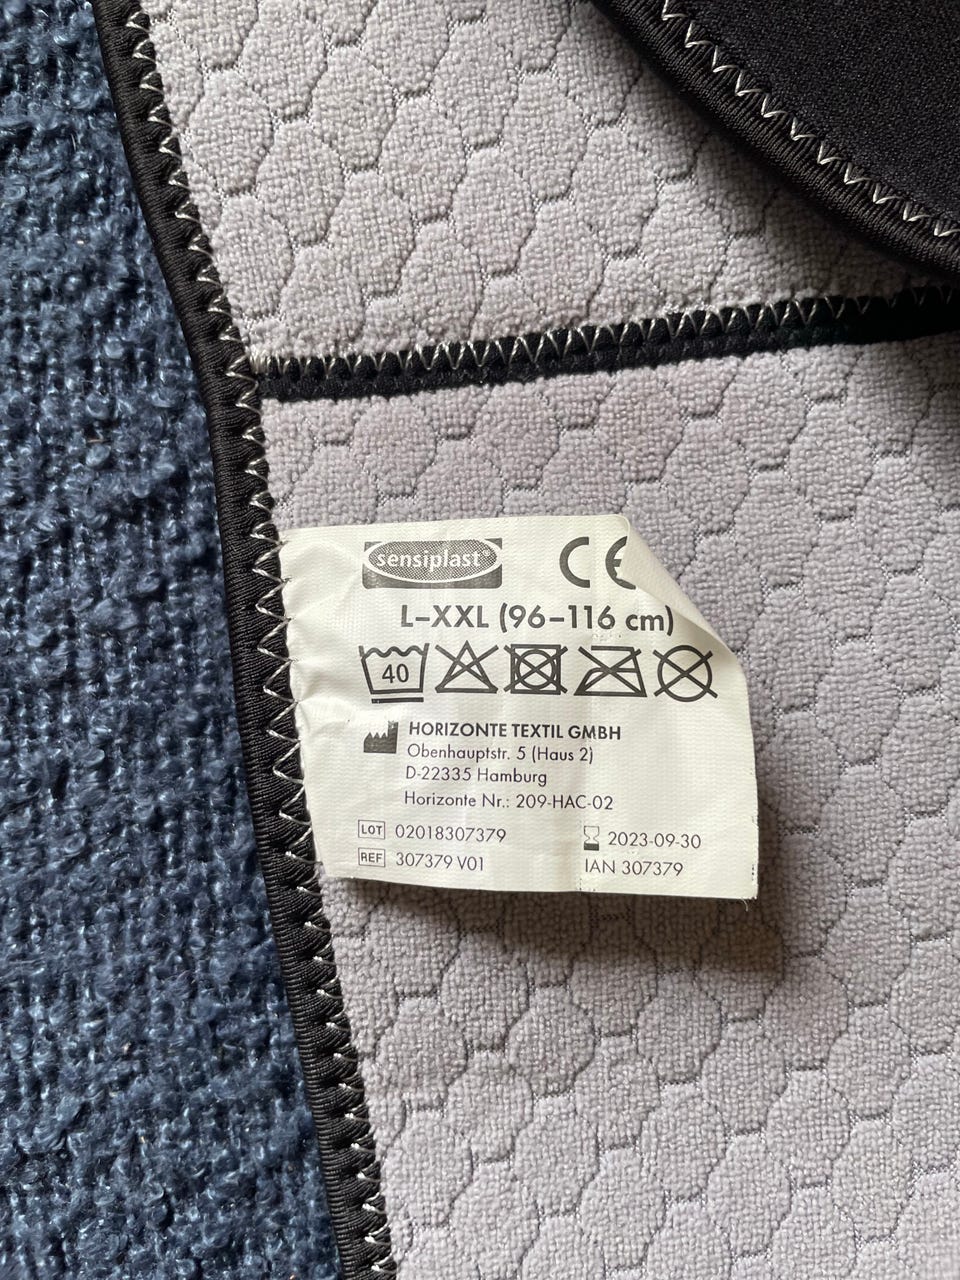 sensiplast®
CE
L–XXL (96–116 cm)
40
HORIZONTE TEXTIL GMBH
Obenhauptstr. 5 (Haus 2)
D-22335 Hamburg
Horizonte Nr.: 209-HAC-02
LOT 02018307379 2023-09-30
REF 307379 V01 IAN 307379